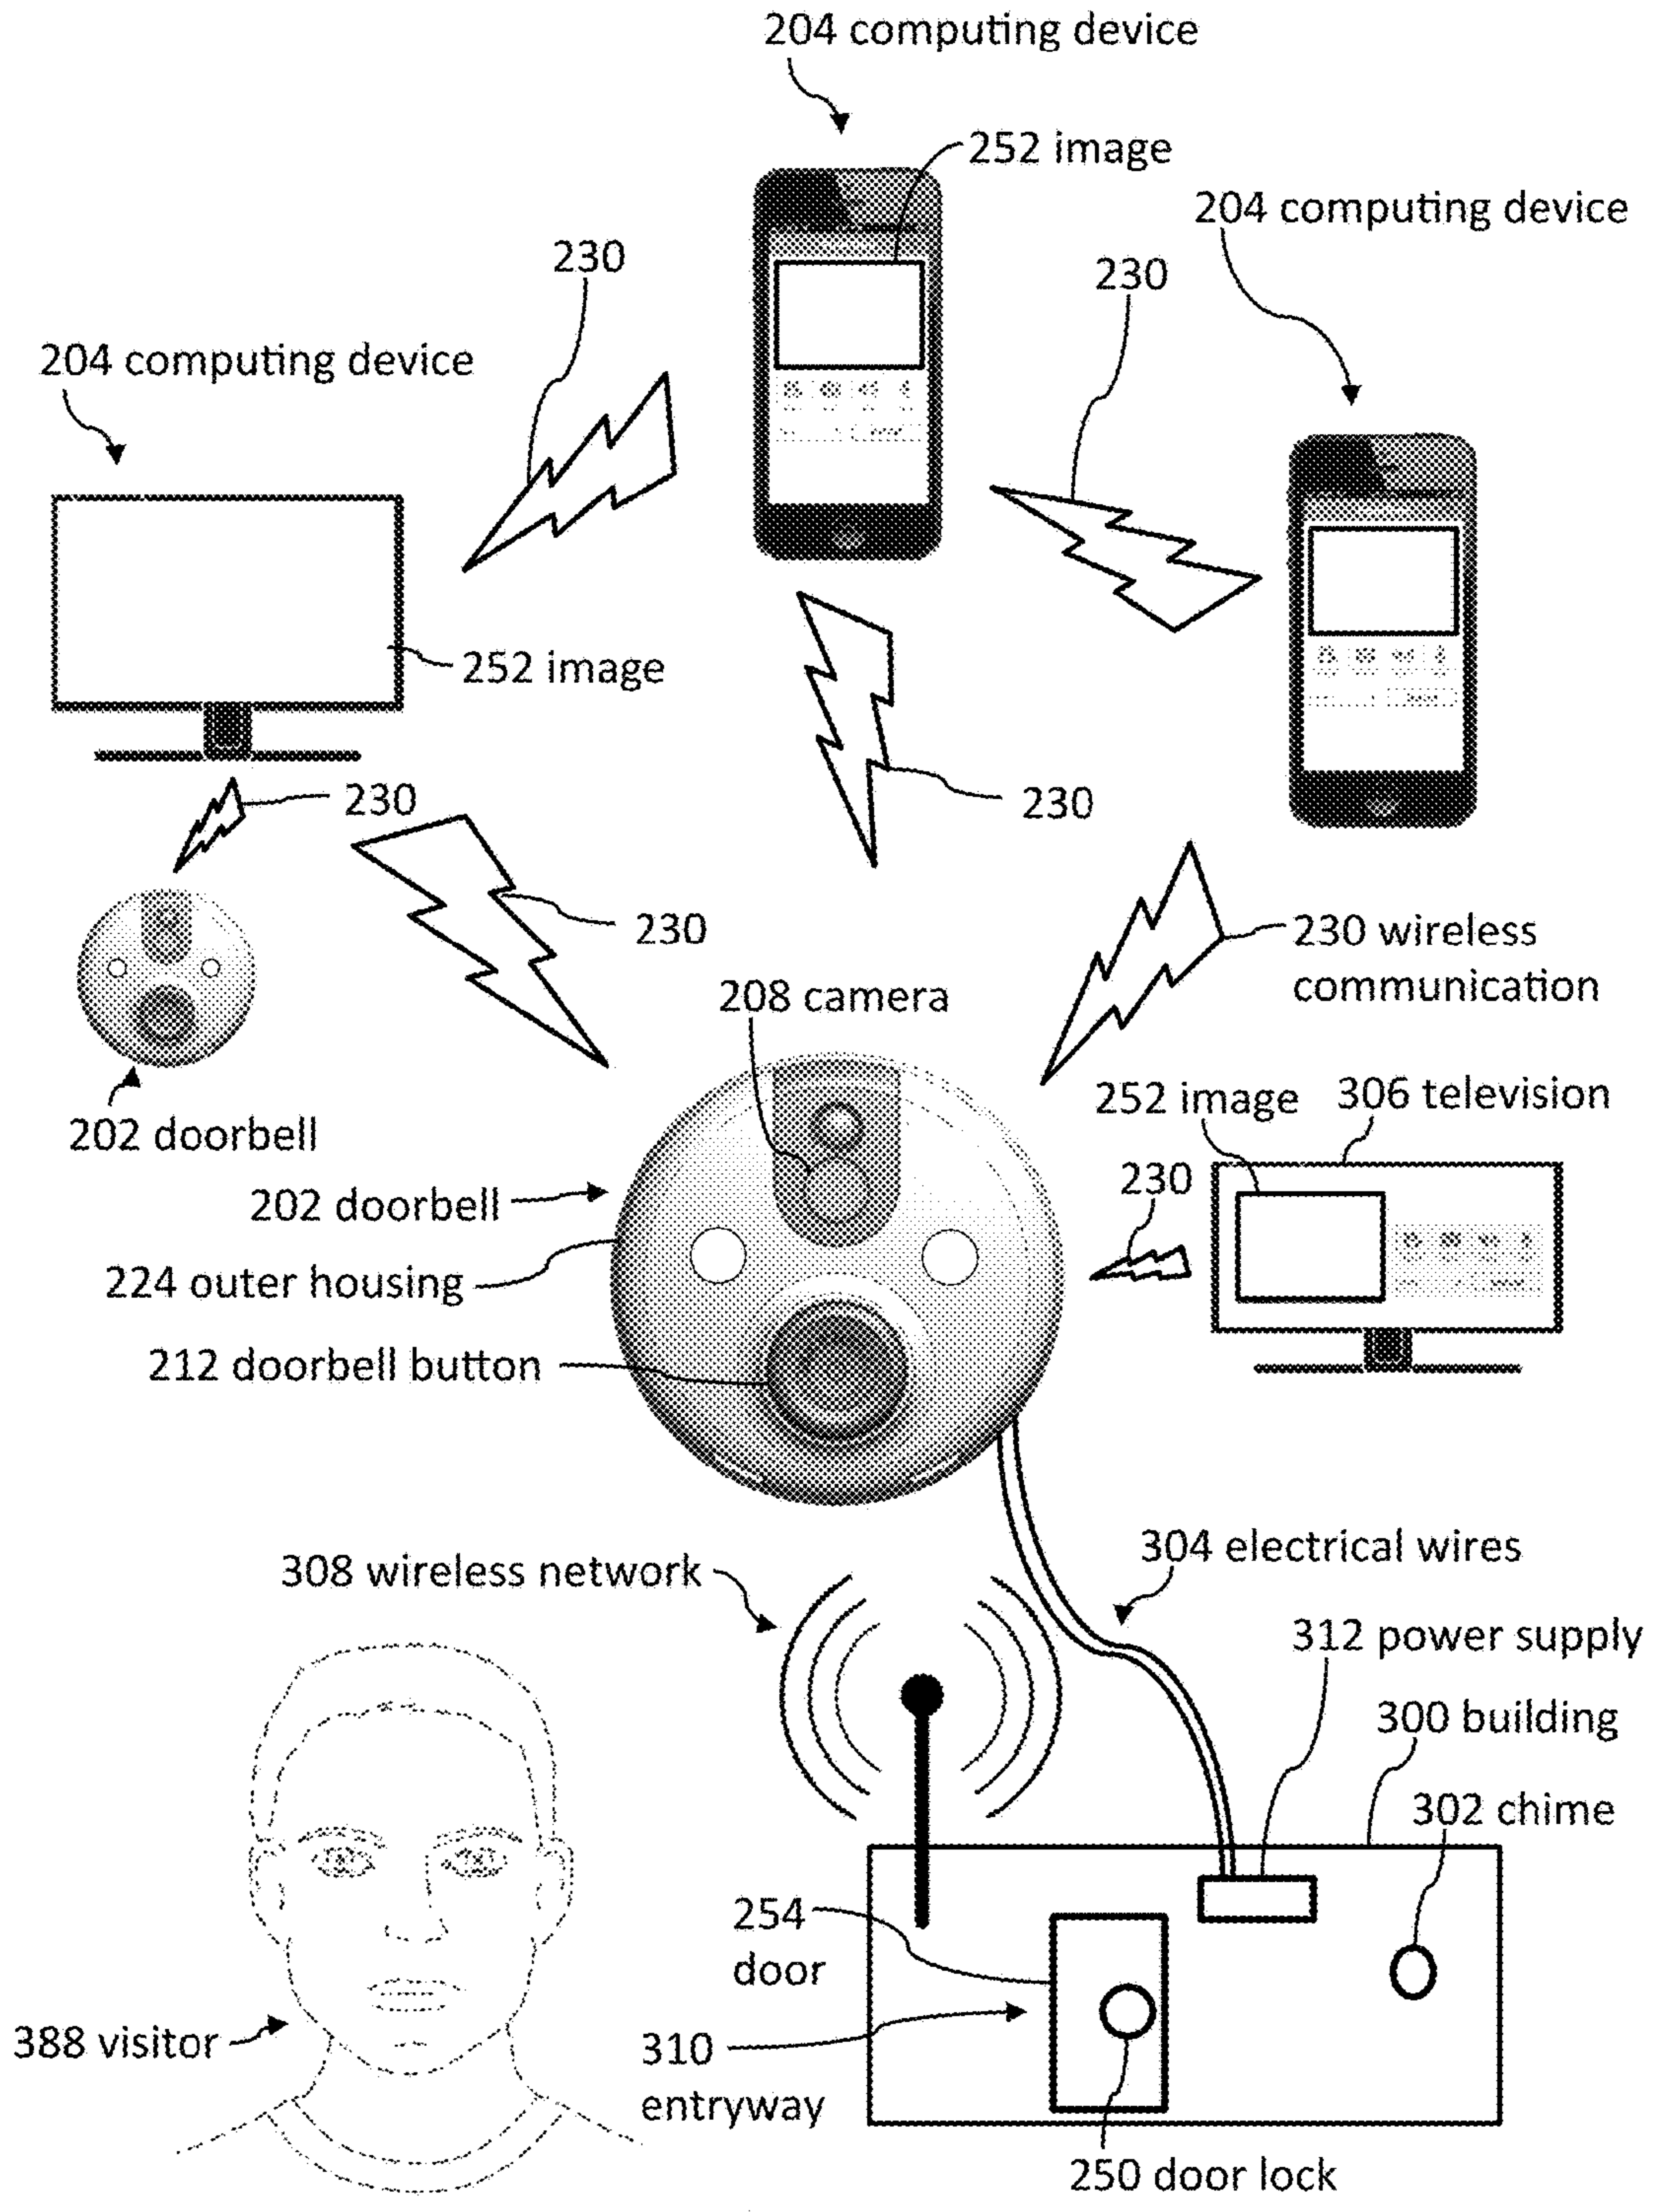 204 computing device
252 image
204 computing device
230
230
204 computing device
252 image
230
230
230
230 wireless
communication
208 camera
252 image
306 television
202 doorbell
230
202 doorbell
224 outer housing
212 doorbell button
304 electrical wires
308 wireless network
312 power supply
300 building
302 chime
254
door
388 visitor
310
entryway
250 door lock